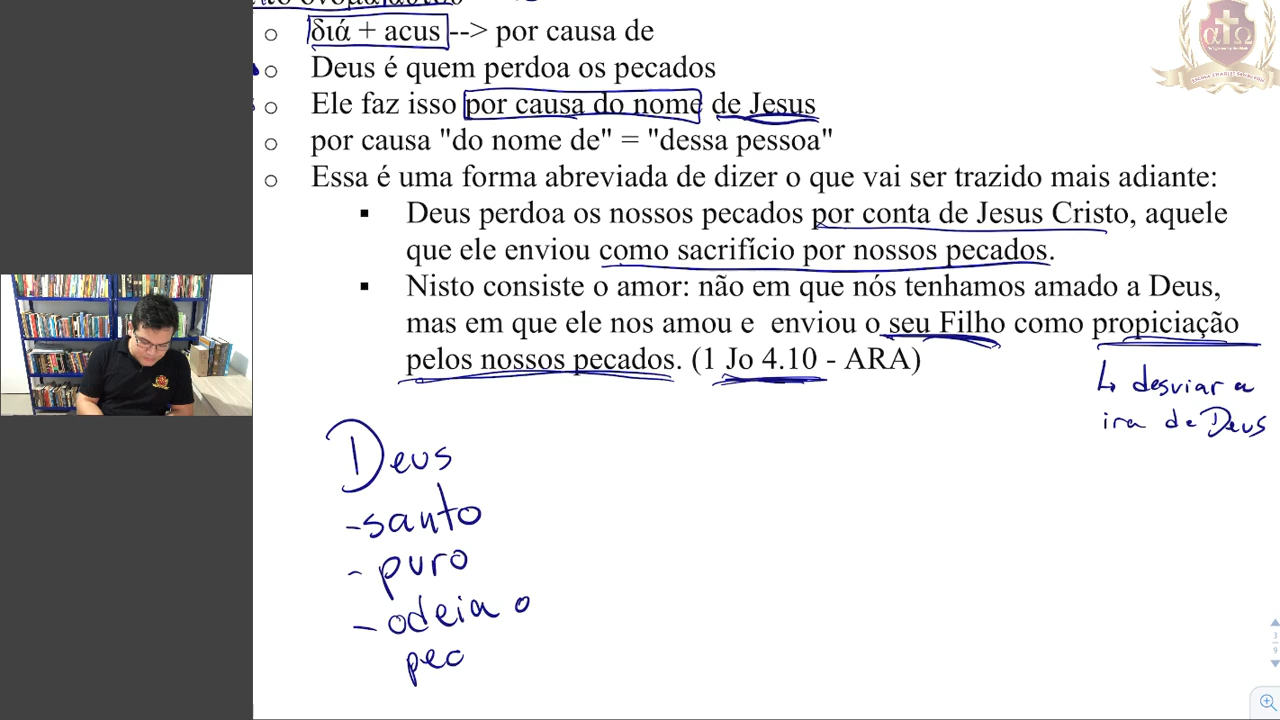 διά + acus --> por causa de
Deus é quem perdoa os pecados
Ele faz isso por causa do nome de Jesus
por causa "do nome de" = "dessa pessoa"
Essa é uma forma abreviada de dizer o que vai ser trazido mais adiante:
Deus perdoa os nossos pecados por conta de Jesus Cristo, aquele
que ele enviou como sacrifício por nossos pecados.
Nisto consiste o amor: não em que nós tenhamos amado a Deus,
mas em que ele nos amou e enviou o seu Filho como propiciação
pelos nossos pecados. (1 Jo 4.10 - ARA)
↳ desviar a
ira de Deus
Deus
- santo
- puro
- odeia o
pec
α Ω
3
9